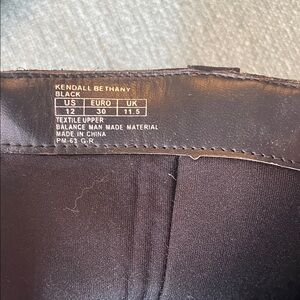 KENDALL BETHANY
BLACK
US EURO UK
12 30 11.5
TEXTILE UPPER
BALANCE MAN MADE MATERIAL
MADE IN CHINA
PM-63 G.R